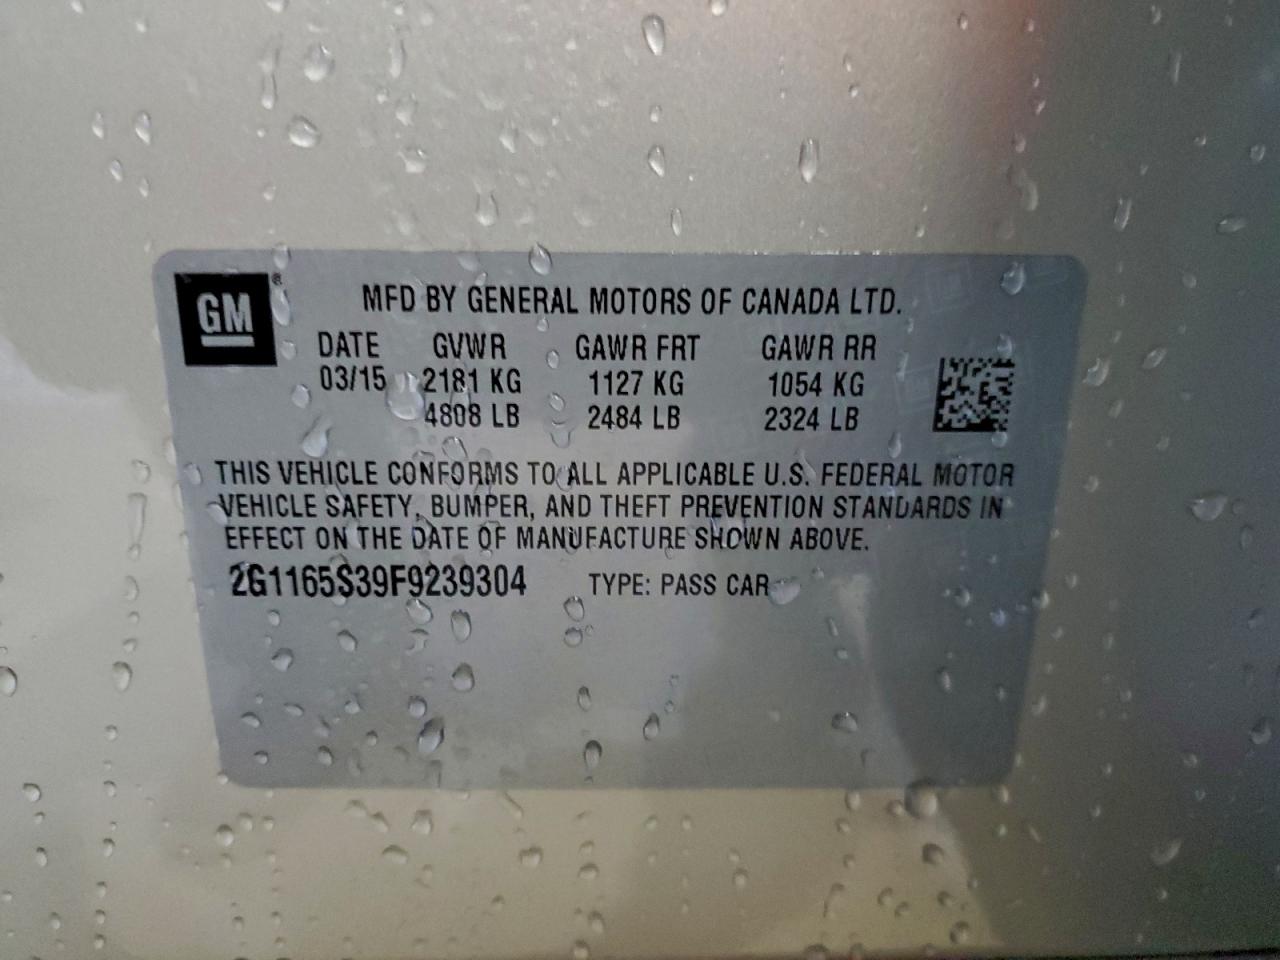 GM®
MFD BY GENERAL MOTORS OF CANADA LTD.
DATE GVWR GAWR FRT GAWR RR
03/15 2181 KG 1127 KG 1054 KG
4808 LB 2484 LB 2324 LB
THIS VEHICLE CONFORMS TO ALL APPLICABLE U.S. FEDERAL MOTOR
VEHICLE SAFETY, BUMPER, AND THEFT PREVENTION STANDARDS IN
EFFECT ON THE DATE OF MANUFACTURE SHOWN ABOVE.
2G1165S39F9239304 TYPE: PASS CAR